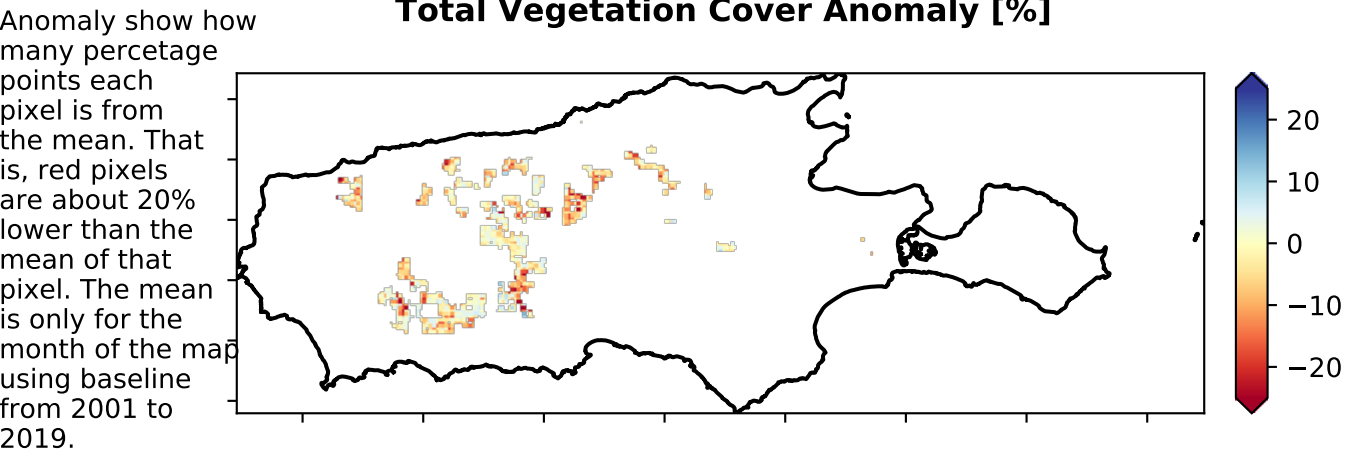 Total Vegetation Cover Anomaly [%]
Anomaly show how
many percetage
points each
pixel is from
the mean. That
is, red pixels
are about 20%
lower than the
mean of that
pixel. The mean
is only for the
month of the map
using baseline
from 2001 to
2019.
20
10
0
−10
−20